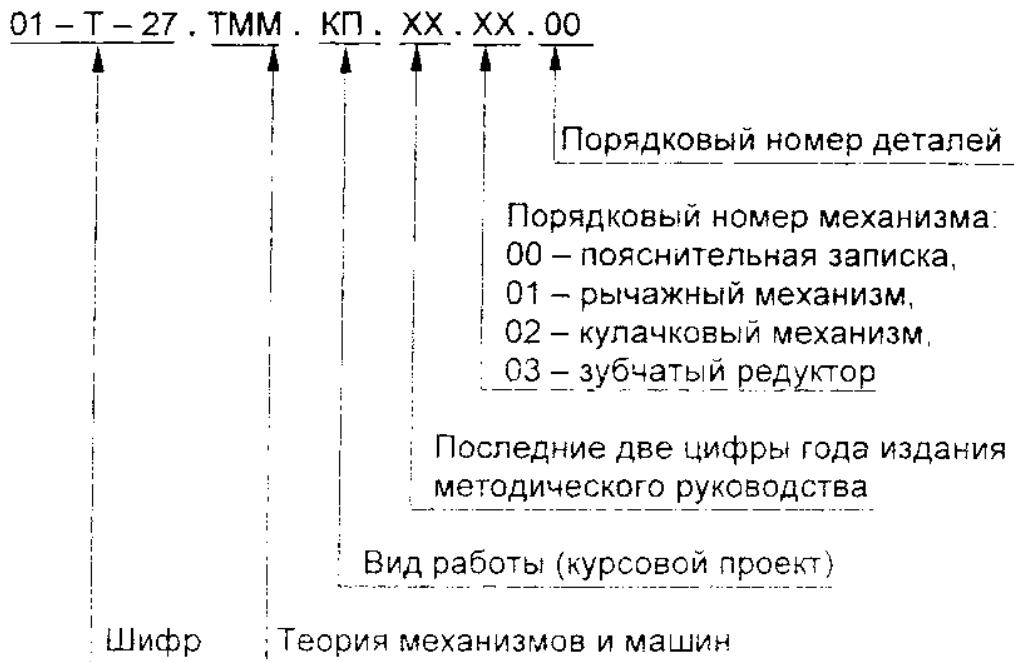 01 – Т – 27 . ТММ . КП . ХХ . ХХ . 00
Порядковый номер деталей
Порядковый номер механизма:
00 – пояснительная записка,
01 – рычажный механизм,
02 – кулачковый механизм,
03 – зубчатый редуктор
Последние две цифры года издания
методического руководства
Вид работы (курсовой проект)
Шифр
Теория механизмов и машин